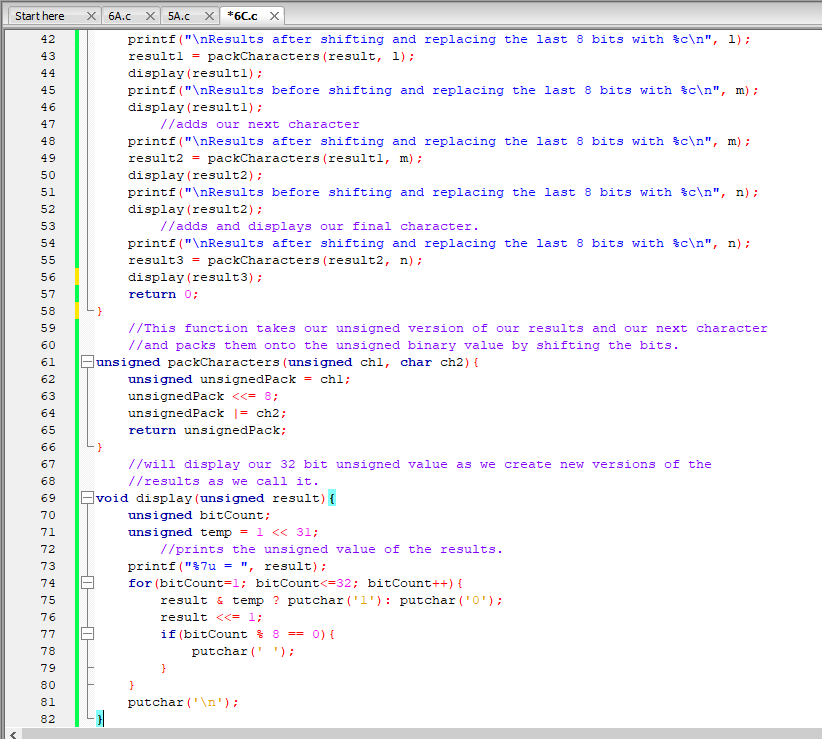 Start here 6A.c 5A.c *6C.c
42 printf("\nResults after shifting and replacing the last 8 bits with %c\n", l);
43 result1 = packCharacters(result, l);
44 display(result1);
45 printf("\nResults before shifting and replacing the last 8 bits with %c\n", m);
46 display(result1);
47 //adds our next character
48 printf("\nResults after shifting and replacing the last 8 bits with %c\n", m);
49 result2 = packCharacters(result1, m);
50 display(result2);
51 printf("\nResults before shifting and replacing the last 8 bits with %c\n", n);
52 display(result2);
53 //adds and displays our final character.
54 printf("\nResults after shifting and replacing the last 8 bits with %c\n", n);
55 result3 = packCharacters(result2, n);
56 display(result3);
57 return 0;
58 }
59 //This function takes our unsigned version of our results and our next character
60 //and packs them onto the unsigned binary value by shifting the bits.
61 unsigned packCharacters(unsigned ch1, char ch2){
62 unsigned unsignedPack = ch1;
63 unsignedPack <<= 8;
64 unsignedPack |= ch2;
65 return unsignedPack;
66 }
67 //will display our 32 bit unsigned value as we create new versions of the
68 //results as we call it.
69 void display(unsigned result){
70 unsigned bitCount;
71 unsigned temp = 1 << 31;
72 //prints the unsigned value of the results.
73 printf("%7u = ", result);
74 for(bitCount=1; bitCount<=32; bitCount++){
75 result & temp ? putchar('1'): putchar('0');
76 result <<= 1;
77 if(bitCount % 8 == 0){
78 putchar(' ');
79 }
80 }
81 putchar('\n');
82 }